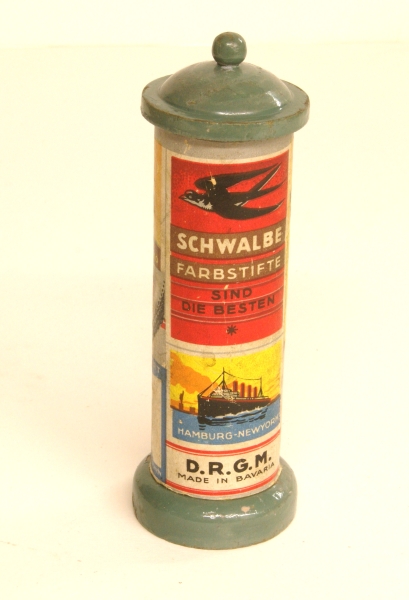 SCHWALBE
FARBSTIFTE
SIND
DIE BESTEN
HAMBURG-NEWYORK
D.R.G.M.
MADE IN BAVARIA